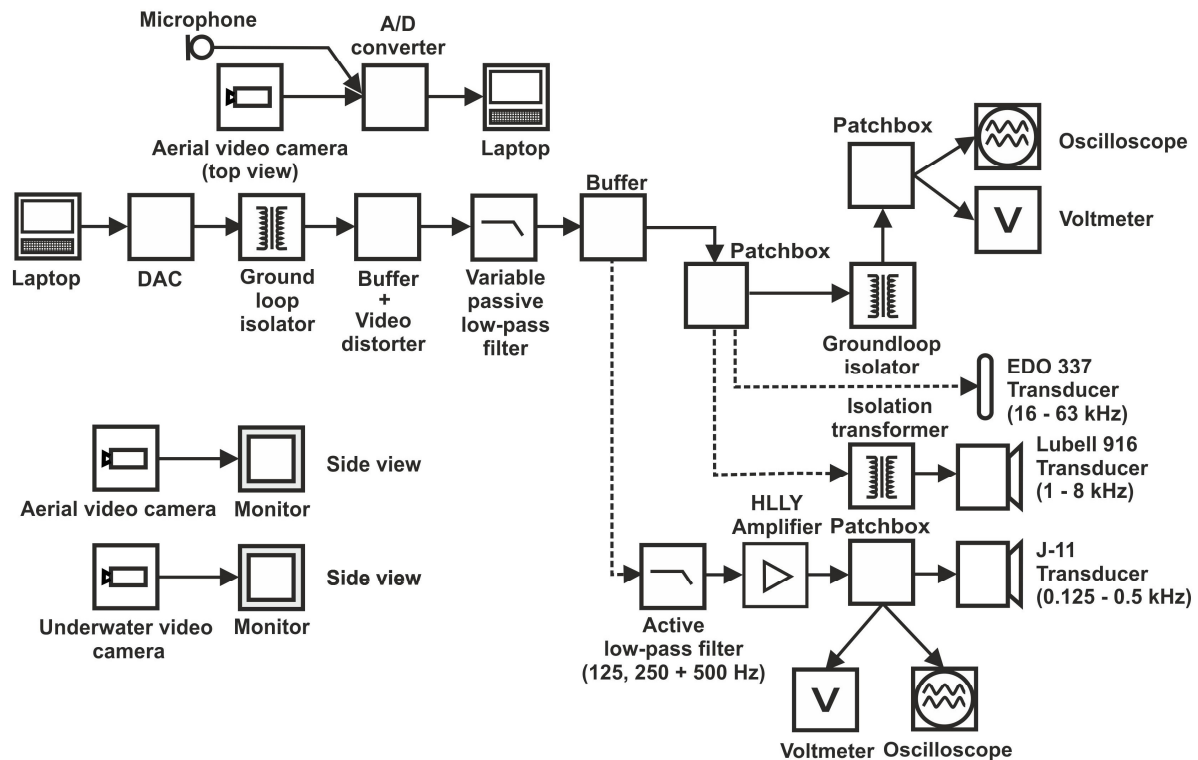 Microphone
A/D
converter
Aerial video camera
(top view)
Laptop
Patchbox
Oscilloscope
V
Voltmeter
Laptop
DAC
Ground
loop
isolator
Buffer
+
Video
distorter
Variable
passive
low-pass
filter
Buffer
Patchbox
Groundloop
isolator
EDO 337
Transducer
(16 - 63 kHz)
Isolation
transformer
Lubell 916
Transducer
(1 - 8 kHz)
Aerial video camera
Monitor
Side view
Underwater video
camera
Monitor
Side view
Active
low-pass filter
(125, 250 + 500 Hz)
HLLY
Amplifier
Patchbox
J-11
Transducer
(0.125 - 0.5 kHz)
V
Voltmeter
Oscilloscope